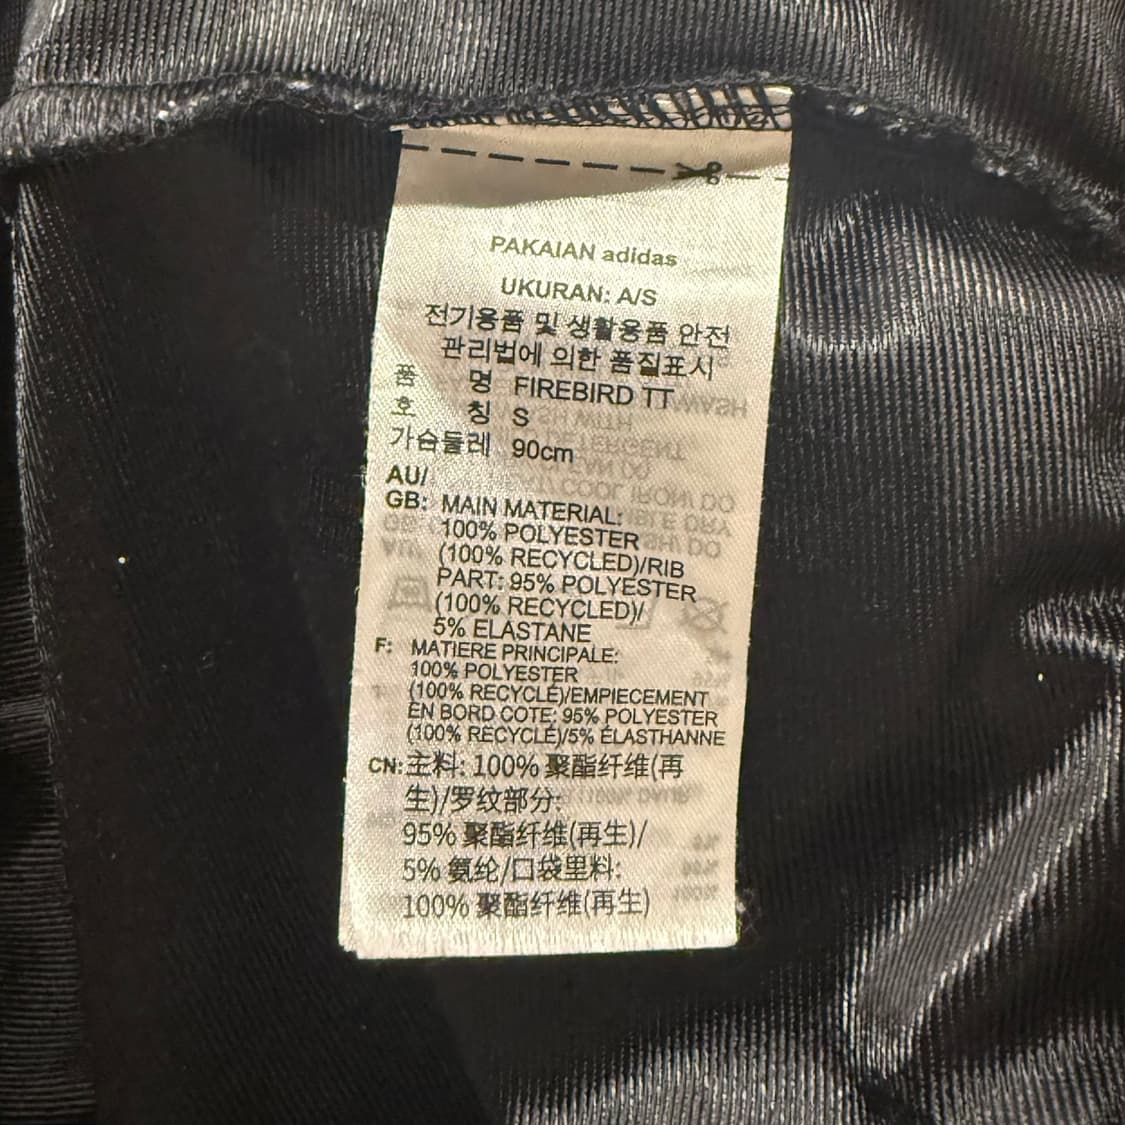 PAKAIAN adidas
UKURAN: A/S
전기용품 및 생활용품 안전
관리법에 의한 품질표시
품 명 FIREBIRD TT
호 칭 S
가슴둘레 90cm
AU/
GB: MAIN MATERIAL:
100% POLYESTER
(100% RECYCLED)/RIB
PART: 95% POLYESTER
(100% RECYCLED)/
5% ELASTANE
F: MATIERE PRINCIPALE:
100% POLYESTER
(100% RECYCLÉ)/EMPIECEMENT
EN BORD COTE: 95% POLYESTER
(100% RECYCLÉ)/5% ÉLASTHANNE
CN: 主料: 100% 聚酯纤维(再
生)/罗纹部分:
95% 聚酯纤维(再生)/
5% 氨纶/口袋里料:
100% 聚酯纤维(再生)